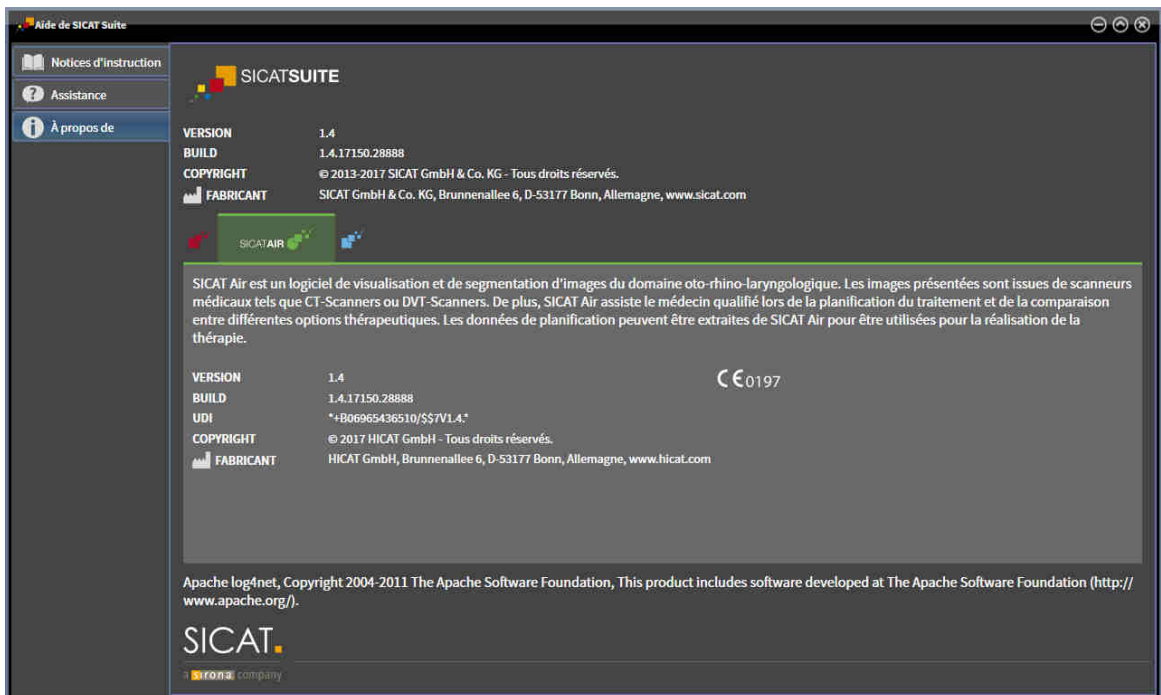 Aide de SICAT Suite
Notices d'instruction
Assistance
À propos de
SICATSUITE
VERSION 1.4
BUILD 1.4.17150.28888
COPYRIGHT © 2013-2017 SICAT GmbH & Co. KG - Tous droits réservés.
FABRICANT SICAT GmbH & Co. KG, Brunnenallee 6, D-53177 Bonn, Allemagne, www.sicat.com
SICATAIR
SICAT Air est un logiciel de visualisation et de segmentation d'images du domaine oto-rhino-laryngologique. Les images présentées sont issues de scanneurs
médicaux tels que CT-Scanners ou DVT-Scanners. De plus, SICAT Air assiste le médecin qualifié lors de la planification du traitement et de la comparaison
entre différentes options thérapeutiques. Les données de planification peuvent être extraites de SICAT Air pour être utilisées pour la réalisation de la
thérapie.
VERSION 1.4 CE0197
BUILD 1.4.17150.28888
UDI *+B06965436510/$$7V1.4.*
COPYRIGHT © 2017 HICAT GmbH - Tous droits réservés.
FABRICANT HICAT GmbH, Brunnenallee 6, D-53177 Bonn, Allemagne, www.hicat.com
Apache log4net, Copyright 2004-2011 The Apache Software Foundation, This product includes software developed at The Apache Software Foundation (http://
www.apache.org/).
SICAT.
a sirona company